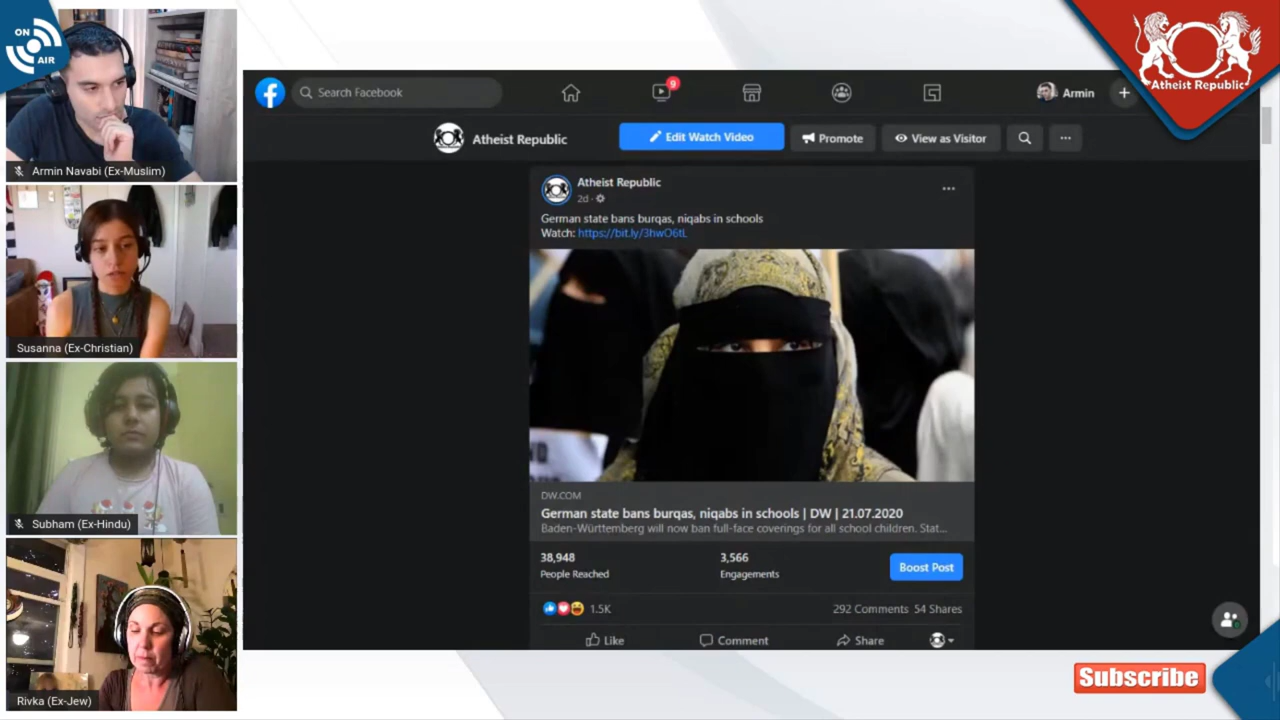 ON
AIR
Armin Navabi (Ex-Muslim)
Susanna (Ex-Christian)
Subham (Ex-Hindu)
Rivka (Ex-Jew)
Search Facebook
9
Armin
Atheist Republic
Atheist Republic
Edit Watch Video
Promote
View as Visitor
Atheist Republic
2d
German state bans burqas, niqabs in schools
Watch: https://bit.ly/3hwO6tL
DW.COM
German state bans burqas, niqabs in schools | DW | 21.07.2020
Baden-Württemberg will now ban full-face coverings for all school children. Stat...
38,948
People Reached
3,566
Engagements
Boost Post
1.5K
292 Comments 54 Shares
Like
Comment
Share
Subscribe